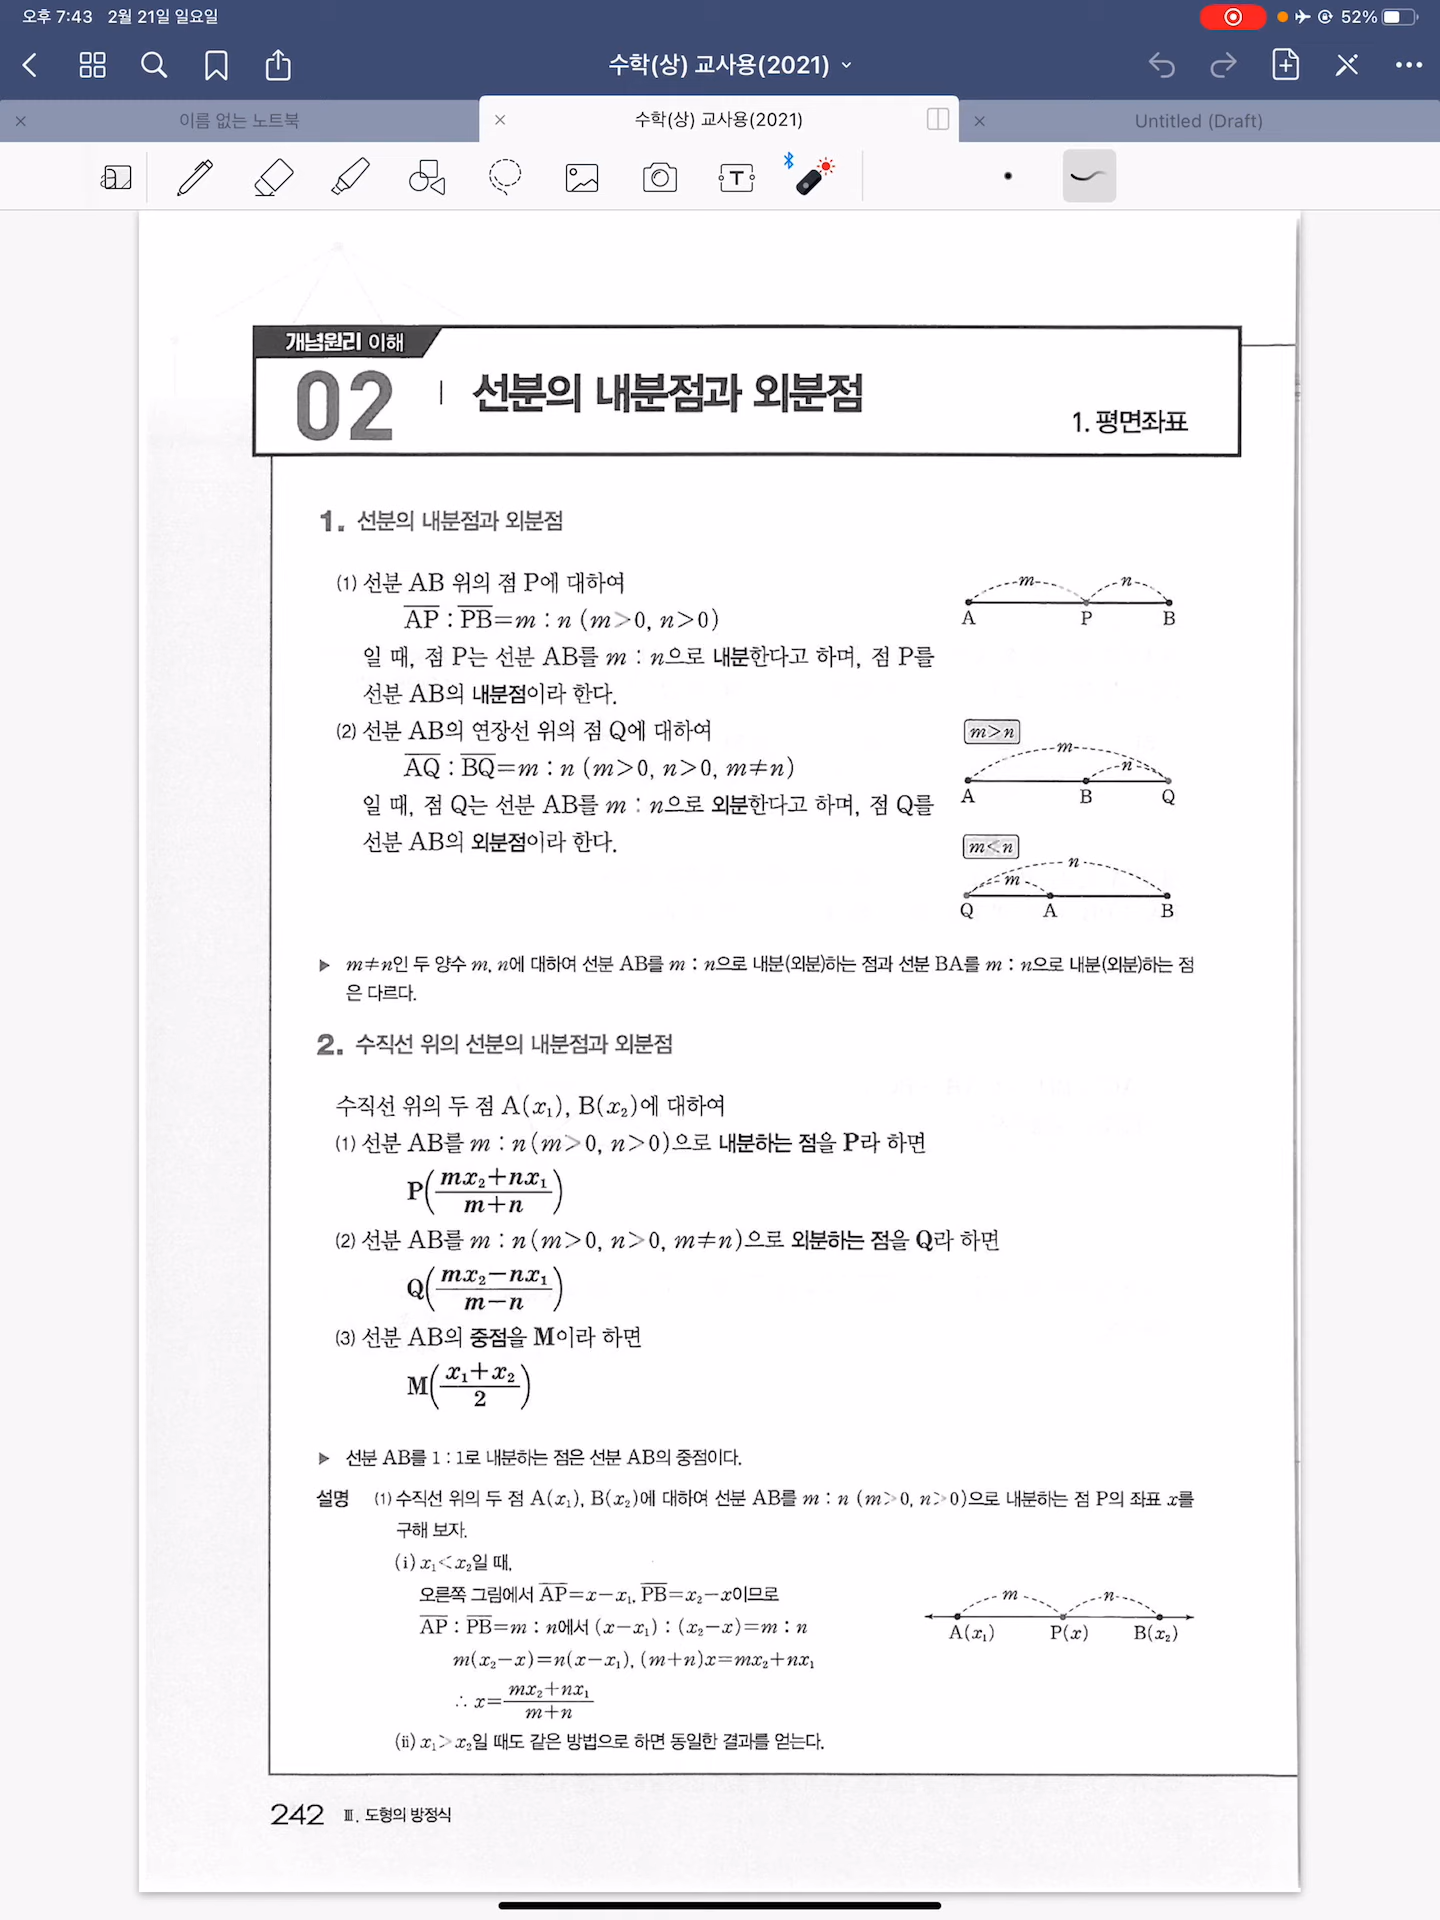 오후 7:43 2월 21일 일요일
52%
수학(상) 교사용(2021)
이름 없는 노트북
수학(상) 교사용(2021)
Untitled (Draft)
개념원리 이해
02 선분의 내분점과 외분점
1. 평면좌표
1. 선분의 내분점과 외분점
(1) 선분 AB 위의 점 P에 대하여
AP : PB=m : n (m>0, n>0)
일 때, 점 P는 선분 AB를 m : n으로 내분한다고 하며, 점 P를
선분 AB의 내분점이라 한다.
m n
A P B
(2) 선분 AB의 연장선 위의 점 Q에 대하여
AQ : BQ=m : n (m>0, n>0, m≠n)
일 때, 점 Q는 선분 AB를 m : n으로 외분한다고 하며, 점 Q를
선분 AB의 외분점이라 한다.
m>n
m
n
A B Q
m<n
n
m
Q A B
▶ m≠n인 두 양수 m, n에 대하여 선분 AB를 m : n으로 내분(외분)하는 점과 선분 BA를 m : n으로 내분(외분)하는 점
은 다르다.
2. 수직선 위의 선분의 내분점과 외분점
수직선 위의 두 점 A(x₁), B(x₂)에 대하여
(1) 선분 AB를 m : n(m>0, n>0)으로 내분하는 점을 P라 하면
P((mx₂+nx₁)/(m+n))
(2) 선분 AB를 m : n(m>0, n>0, m≠n)으로 외분하는 점을 Q라 하면
Q((mx₂−nx₁)/(m−n))
(3) 선분 AB의 중점을 M이라 하면
M((x₁+x₂)/2)
▶ 선분 AB를 1 : 1로 내분하는 점은 선분 AB의 중점이다.
설명 (1) 수직선 위의 두 점 A(x₁), B(x₂)에 대하여 선분 AB를 m : n (m>0, n>0)으로 내분하는 점 P의 좌표 x를
구해 보자.
(i) x₁<x₂일 때,
오른쪽 그림에서 AP=x−x₁, PB=x₂−x이므로
AP : PB=m : n에서 (x−x₁) : (x₂−x)=m : n
m(x₂−x)=n(x−x₁), (m+n)x=mx₂+nx₁
∴ x=(mx₂+nx₁)/(m+n)
(ii) x₁>x₂일 때도 같은 방법으로 하면 동일한 결과를 얻는다.
m n
A(x₁) P(x) B(x₂)
242 Ⅲ. 도형의 방정식